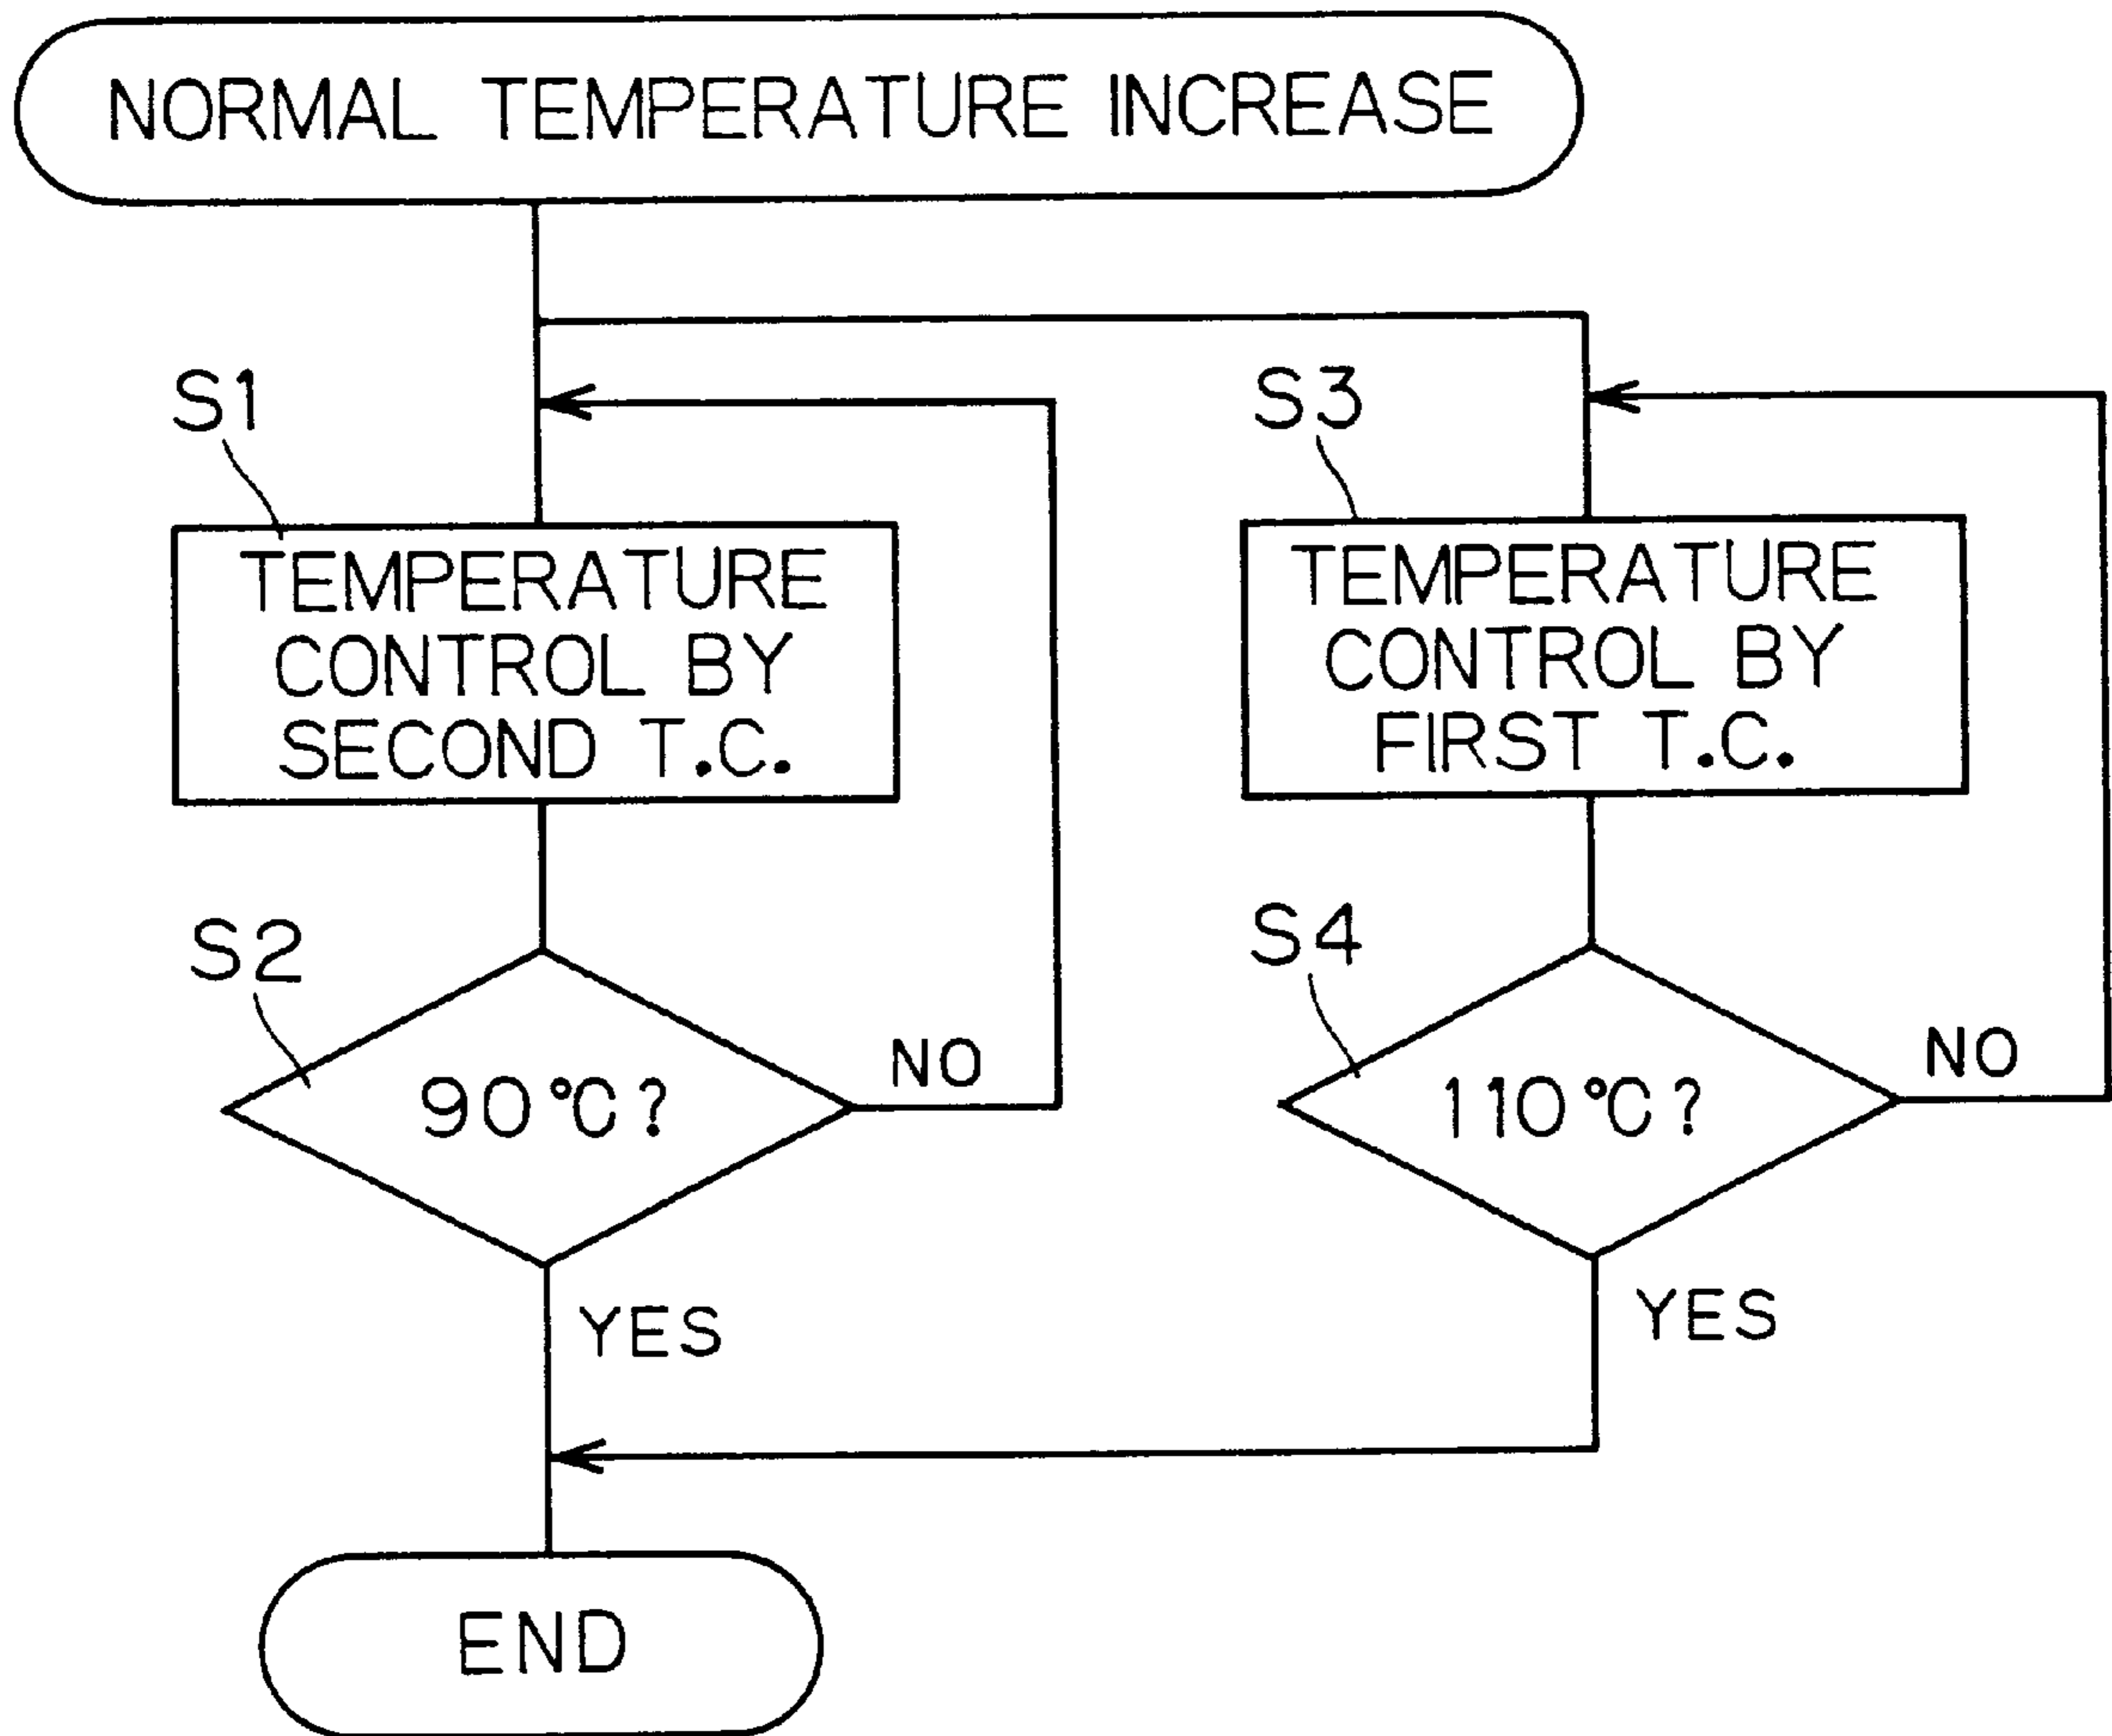 NORMAL TEMPERATURE INCREASE
S1
TEMPERATURE
CONTROL BY
SECOND T.C.
S2
90°C?
NO
YES
S3
TEMPERATURE
CONTROL BY
FIRST T.C.
S4
110°C?
NO
YES
END